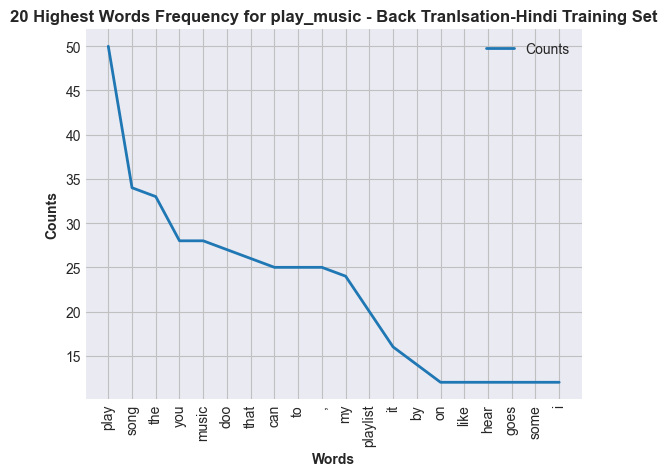 20 Highest Words Frequency for play_music - Back Tranlsation-Hindi Training Set
Counts
50
45
40
35
30
25
20
15
Counts
play
song
the
you
music
doo
that
can
to
,
my
playlist
it
by
on
like
hear
goes
some
i
Words